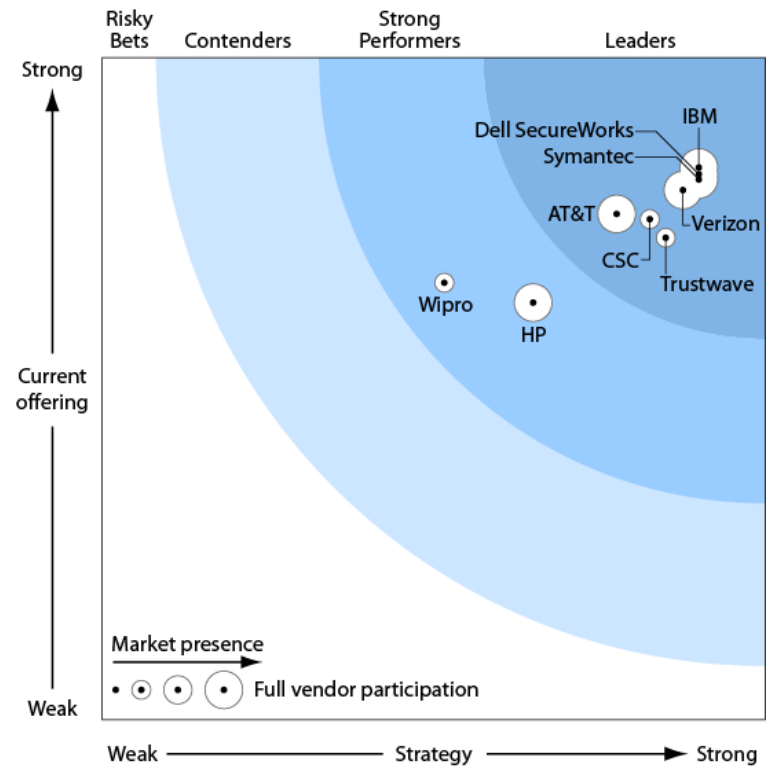 Risky
Bets
Contenders
Strong
Performers
Leaders
Strong
IBM
Dell SecureWorks
Symantec
AT&T
Verizon
CSC
Trustwave
Wipro
HP
Current
offering
Market presence
Full vendor participation
Weak
Weak
Strategy
Strong